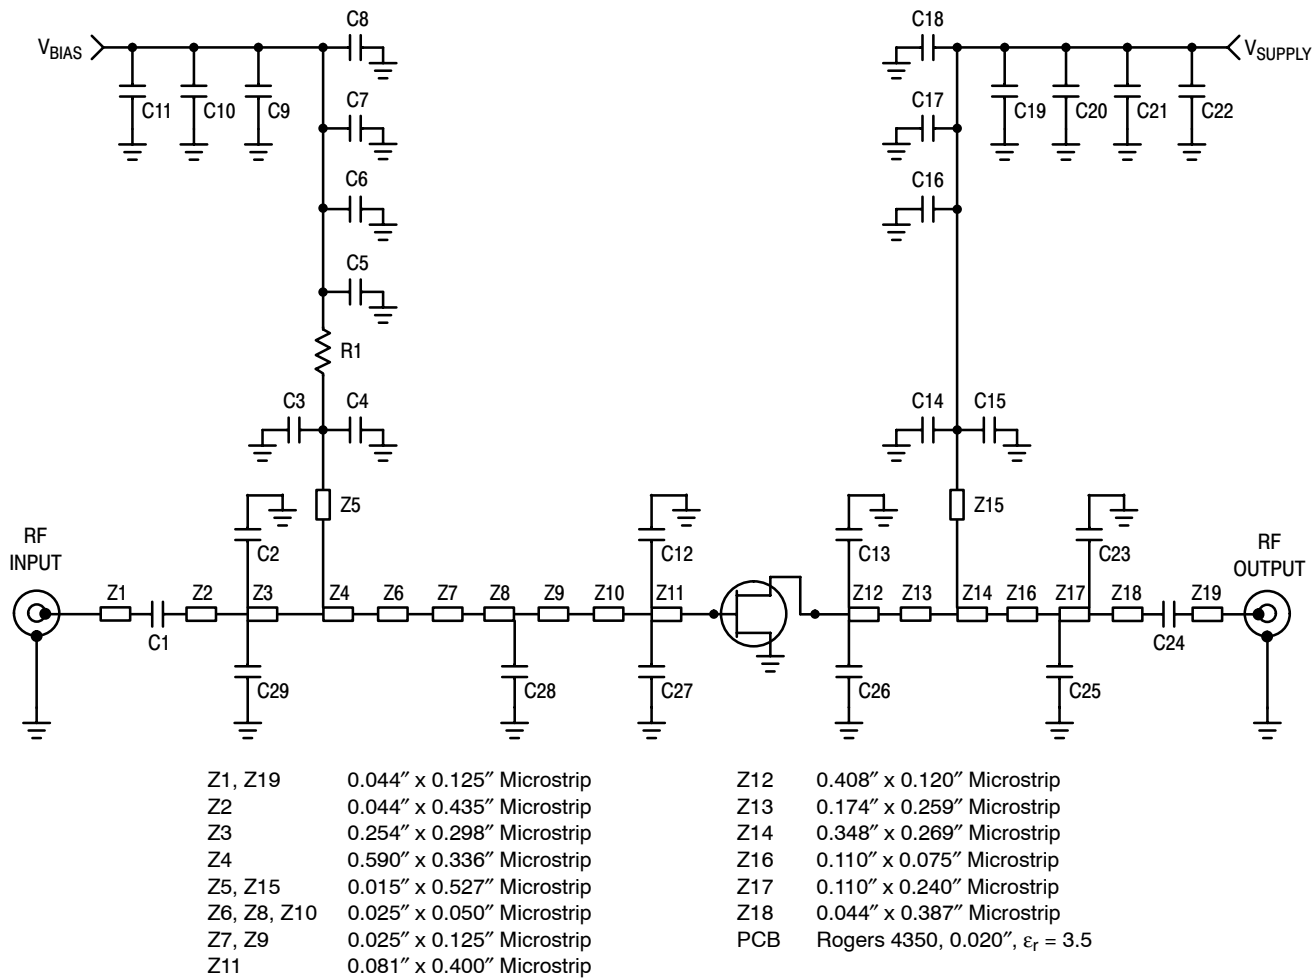 C8
C18
V_BIAS
V_SUPPLY
C11 C10 C9
C7
C17
C19 C20 C21 C22
C6
C16
C5
R1
C3 C4
C14 C15
Z5
Z15
RF
INPUT
C2
C12
C13
C23
RF
OUTPUT
Z1 Z2 Z3 Z4 Z6 Z7 Z8 Z9 Z10 Z11
Z12 Z13 Z14 Z16 Z17 Z18 Z19
C1
C24
C29 C28 C27 C26 C25
Z1, Z19 0.044″ x 0.125″ Microstrip
Z2 0.044″ x 0.435″ Microstrip
Z3 0.254″ x 0.298″ Microstrip
Z4 0.590″ x 0.336″ Microstrip
Z5, Z15 0.015″ x 0.527″ Microstrip
Z6, Z8, Z10 0.025″ x 0.050″ Microstrip
Z7, Z9 0.025″ x 0.125″ Microstrip
Z11 0.081″ x 0.400″ Microstrip
Z12 0.408″ x 0.120″ Microstrip
Z13 0.174″ x 0.259″ Microstrip
Z14 0.348″ x 0.269″ Microstrip
Z16 0.110″ x 0.075″ Microstrip
Z17 0.110″ x 0.240″ Microstrip
Z18 0.044″ x 0.387″ Microstrip
PCB Rogers 4350, 0.020″, εr = 3.5